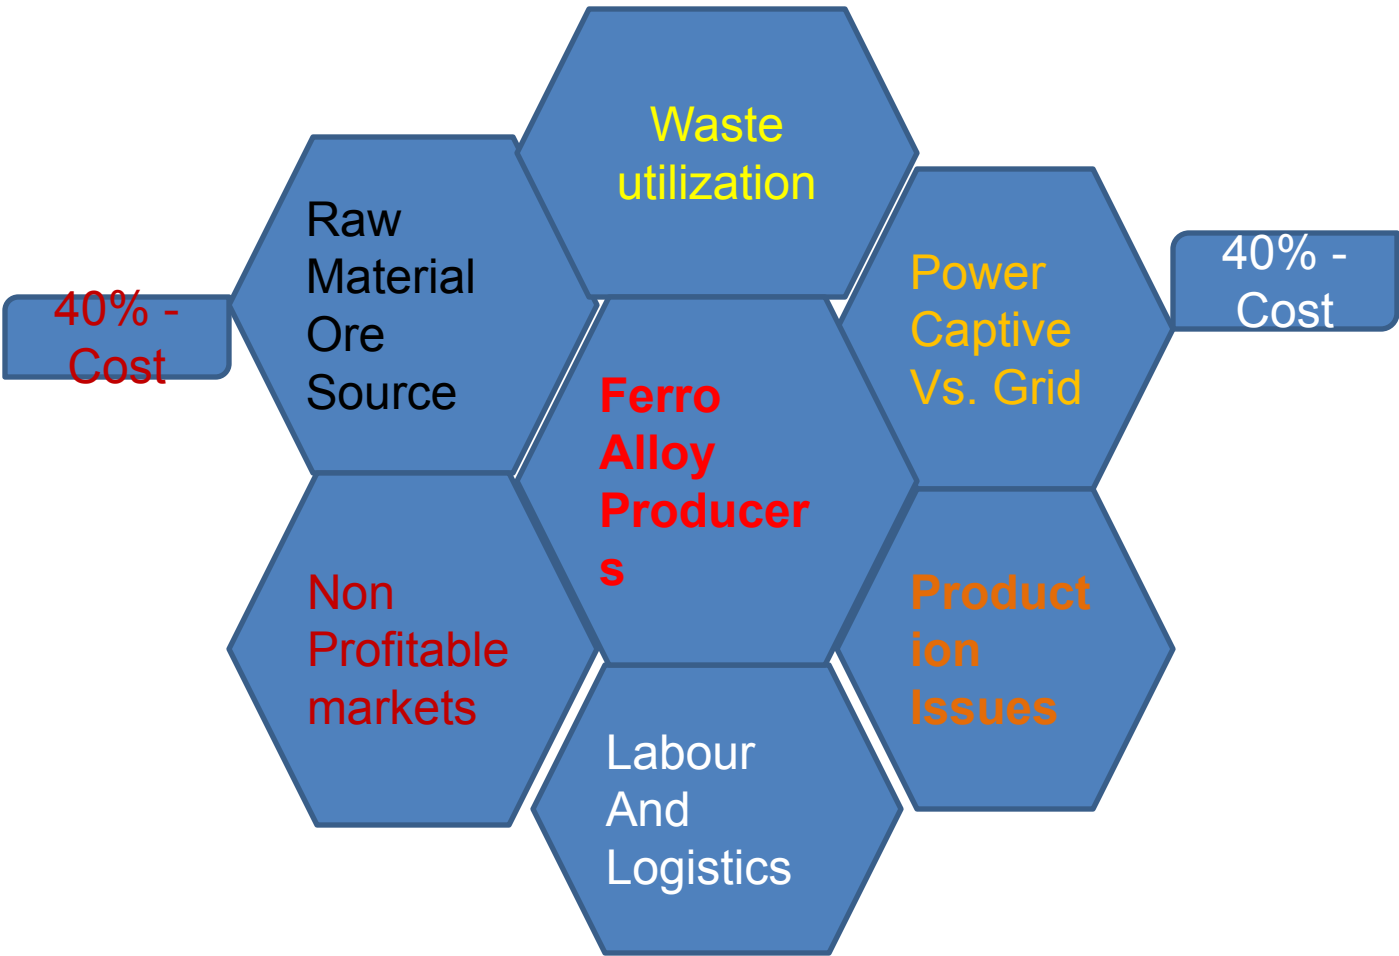 Waste
utilization
Raw
Material
Ore
Source
40% -
Cost
Power
Captive
Vs. Grid
40% -
Cost
Ferro
Alloy
Producer
s
Non
Profitable
markets
Product
ion
Issues
Labour
And
Logistics